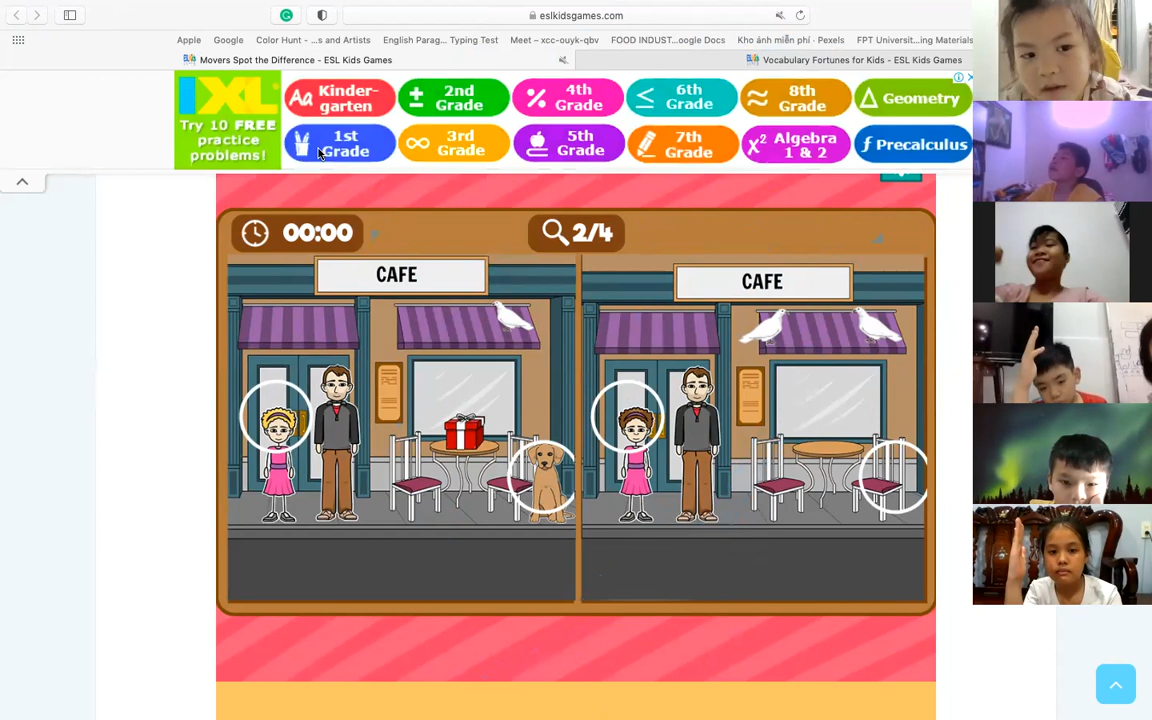 eslkidsgames.com
Apple Google Color Hunt - ...s and Artists English Parag... Typing Test Meet – xcc-ouyk-qbv FOOD INDUST...oogle Docs Kho ảnh miễn phí · Pexels FPT Universit...ing Materials
Movers Spot the Difference - ESL Kids Games
Vocabulary Fortunes for Kids - ESL Kids Games
IXL
Try 10 FREE
practice
problems!
Aa Kinder-
garten
2nd
Grade
4th
Grade
6th
Grade
8th
Grade
Geometry
1st
Grade
3rd
Grade
5th
Grade
7th
Grade
x² Algebra
1 & 2
f Precalculus
00:00
2/4
CAFE
CAFE